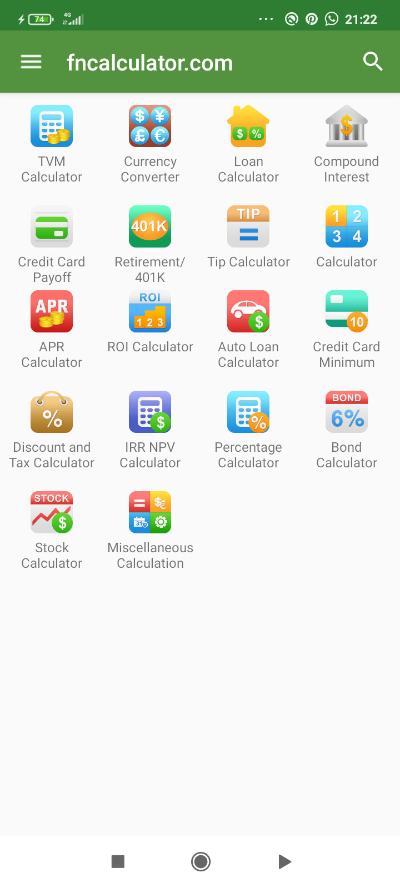 74 4G 21:22
fncalculator.com
$ ¥
£ €
$ %
$
TVM
Calculator
Currency
Converter
Loan
Calculator
Compound
Interest
401K
TIP
=
1 2
3 4
Credit Card
Payoff
Retirement/
401K
Tip Calculator
Calculator
APR
ROI
1 2 3
$
10
APR
Calculator
ROI Calculator
Auto Loan
Calculator
Credit Card
Minimum
%
$
%
BOND
6%
Discount and
Tax Calculator
IRR NPV
Calculator
Percentage
Calculator
Bond
Calculator
STOCK
$
Stock
Calculator
Miscellaneous
Calculation